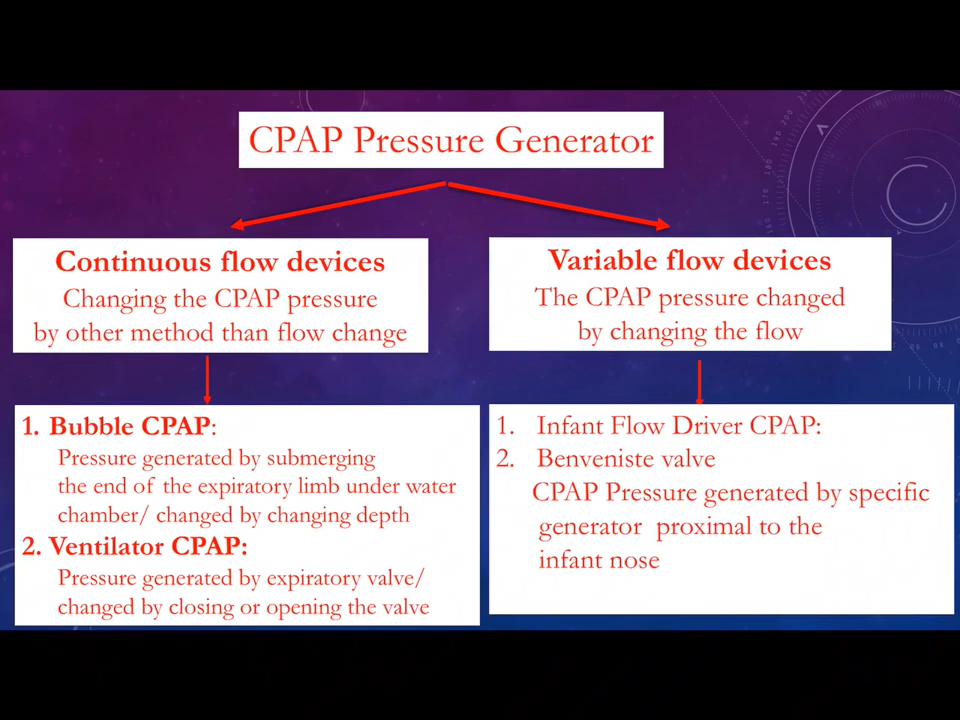 CPAP Pressure Generator
Continuous flow devices
Changing the CPAP pressure
by other method than flow change
Variable flow devices
The CPAP pressure changed
by changing the flow
1. Bubble CPAP:
Pressure generated by submerging
the end of the expiratory limb under water
chamber/ changed by changing depth
2. Ventilator CPAP:
Pressure generated by expiratory valve/
changed by closing or opening the valve
1. Infant Flow Driver CPAP:
2. Benveniste valve
CPAP Pressure generated by specific
generator proximal to the
infant nose